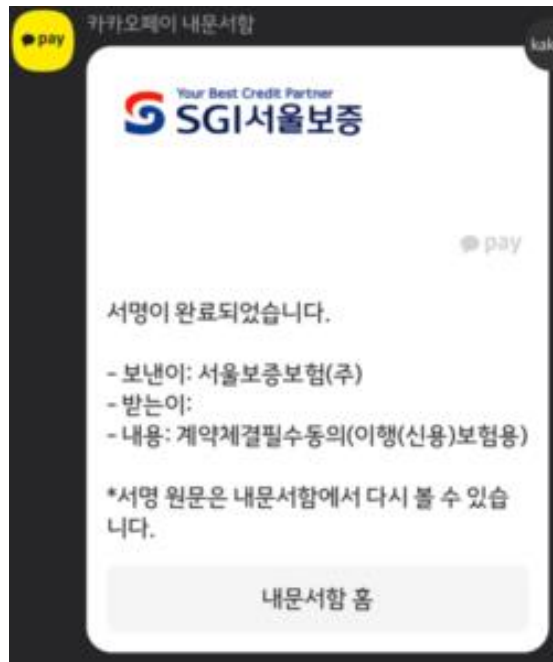 pay
카카오페이 내문서함
kak
Your Best Credit Partner
SGI서울보증
pay
서명이 완료되었습니다.
- 보낸이: 서울보증보험(주)
- 받는이:
- 내용: 계약체결필수동의(이행(신용)보험용)
*서명 원문은 내문서함에서 다시 볼 수 있습
니다.
내문서함 홈